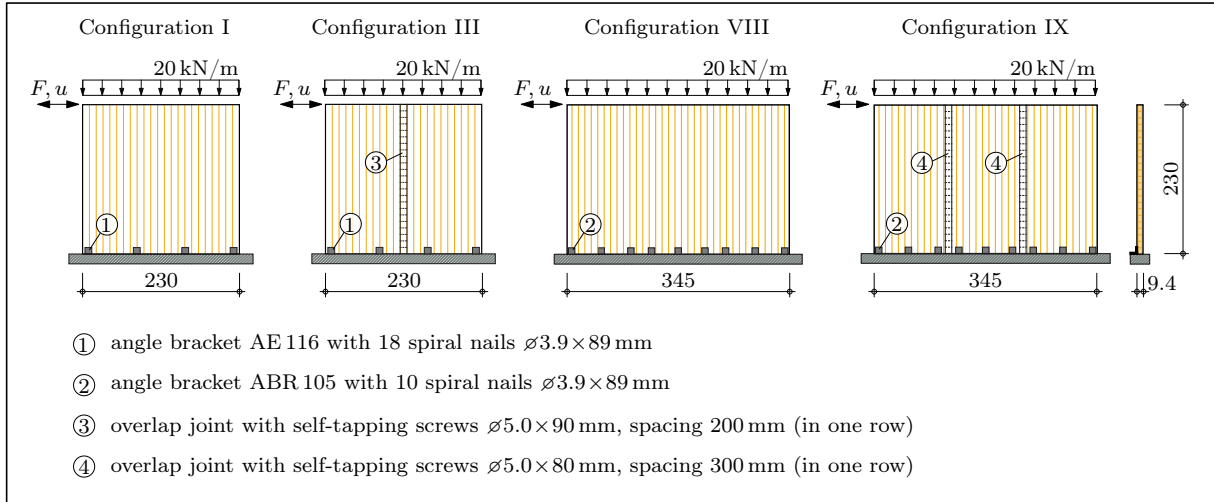 Configuration I Configuration III Configuration VIII Configuration IX
20 kN/m 20 kN/m 20 kN/m 20 kN/m
F, u F, u F, u F, u
3 4 4
230
1 1 2 2
230 230 345 345 9.4
1 angle bracket AE 116 with 18 spiral nails ⌀3.9×89 mm
2 angle bracket ABR 105 with 10 spiral nails ⌀3.9×89 mm
3 overlap joint with self-tapping screws ⌀5.0×90 mm, spacing 200 mm (in one row)
4 overlap joint with self-tapping screws ⌀5.0×80 mm, spacing 300 mm (in one row)